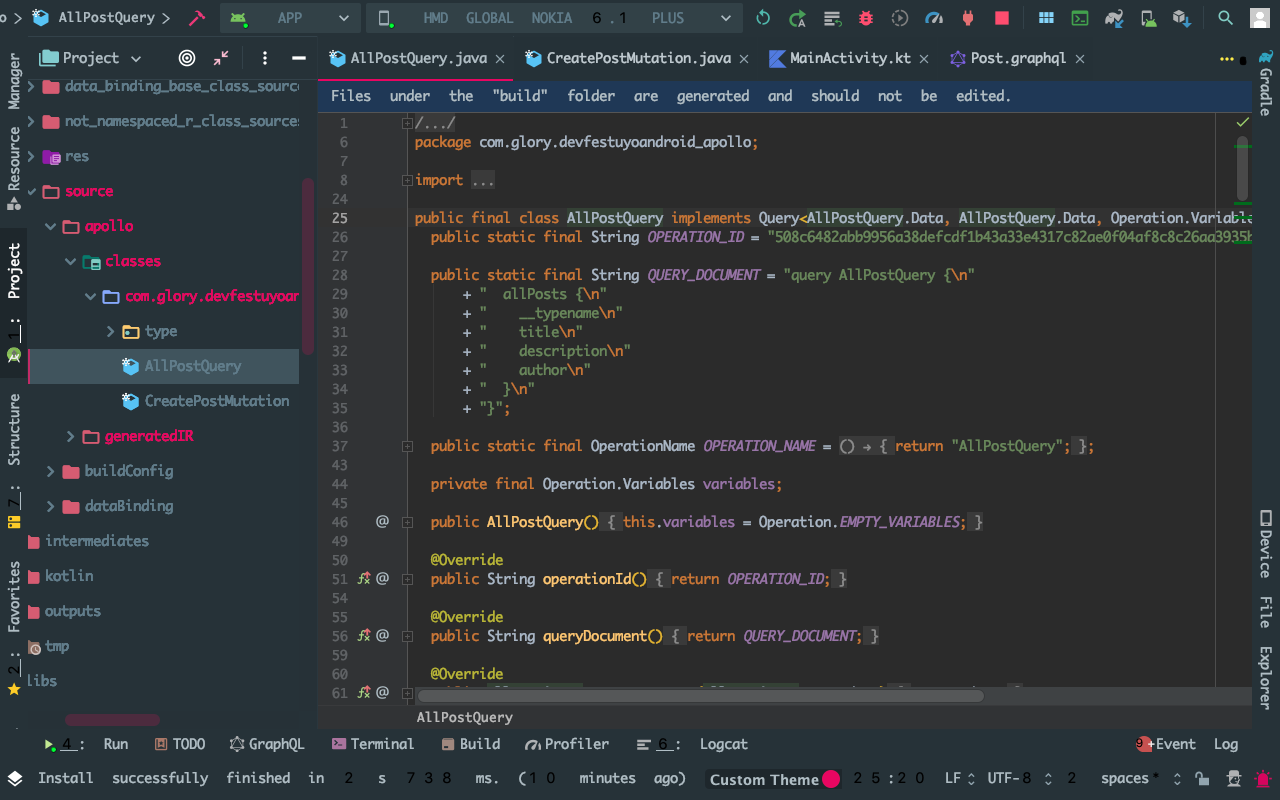 AllPostQuery
APP
HMD GLOBAL NOKIA 6.1 PLUS
Project
AllPostQuery.java
CreatePostMutation.java
MainActivity.kt
Post.graphql
Files under the "build" folder are generated and should not be edited.
Resource Manager
1: Project
7: Structure
2: Favorites
data_binding_base_class_sourc
not_namespaced_r_class_sources
res
source
apollo
classes
com.glory.devfestuyoar
type
AllPostQuery
CreatePostMutation
generatedIR
buildConfig
dataBinding
intermediates
kotlin
outputs
tmp
libs
1 /.../
6 package com.glory.devfestuyoandroid_apollo;
7
8 import ...
24
25 public final class AllPostQuery implements Query<AllPostQuery.Data, AllPostQuery.Data, Operation.Variable
26 public static final String OPERATION_ID = "508c6482abb9956a38defcdf1b43a33e4317c82ae0f04af8c8c26aa3935b
27
28 public static final String QUERY_DOCUMENT = "query AllPostQuery {\n"
29 + "  allPosts {\n"
30 + "    __typename\n"
31 + "    title\n"
32 + "    description\n"
33 + "    author\n"
34 + "  }\n"
35 + "}";
36
37 public static final OperationName OPERATION_NAME = () → { return "AllPostQuery"; };
43
44 private final Operation.Variables variables;
45
46 @ public AllPostQuery() { this.variables = Operation.EMPTY_VARIABLES; }
49
50 @Override
51 @ public String operationId() { return OPERATION_ID; }
54
55 @Override
56 @ public String queryDocument() { return QUERY_DOCUMENT; }
59
60 @Override
61 @
AllPostQuery
Gradle
Device File Explorer
4: Run
TODO
GraphQL
Terminal
Build
Profiler
6: Logcat
9+ Event Log
Install successfully finished in 2 s 738 ms. (10 minutes ago)
Custom Theme
25:20
LF
UTF-8
2 spaces*